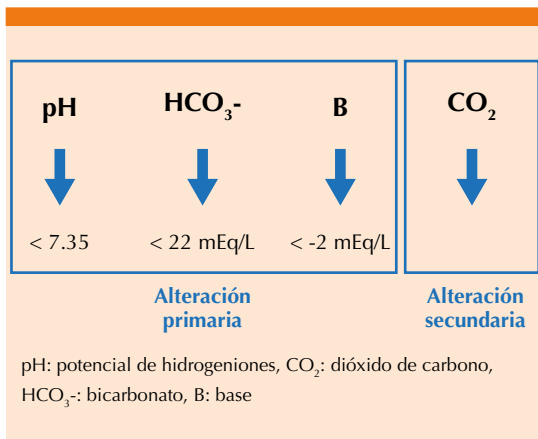 pH HCO₃- B CO₂
< 7.35 < 22 mEq/L < -2 mEq/L
Alteración
primaria
Alteración
secundaria
pH: potencial de hidrogeniones, CO₂: dióxido de carbono,
HCO₃-: bicarbonato, B: base